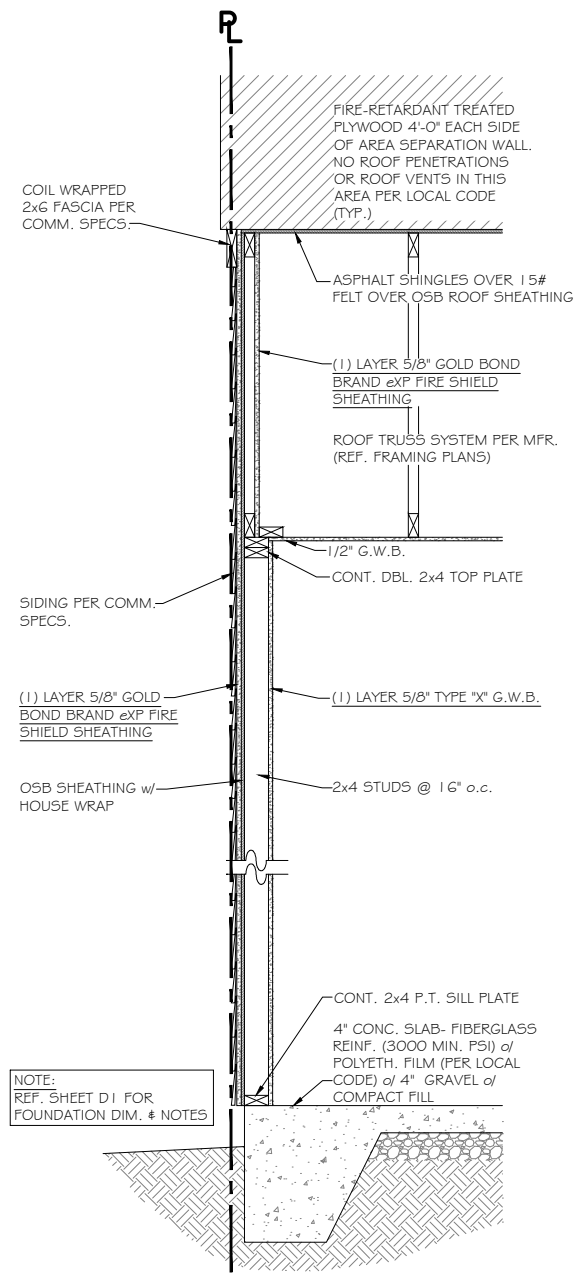 PL
FIRE-RETARDANT TREATED
PLYWOOD 4'-0" EACH SIDE
OF AREA SEPARATION WALL.
NO ROOF PENETRATIONS
OR ROOF VENTS IN THIS
AREA PER LOCAL CODE
(TYP.)
COIL WRAPPED
2x6 FASCIA PER
COMM. SPECS.
ASPHALT SHINGLES OVER 15#
FELT OVER OSB ROOF SHEATHING
(1) LAYER 5/8" GOLD BOND
BRAND eXP FIRE SHIELD
SHEATHING
ROOF TRUSS SYSTEM PER MFR.
(REF. FRAMING PLANS)
1/2" G.W.B.
CONT. DBL. 2x4 TOP PLATE
SIDING PER COMM.
SPECS.
(1) LAYER 5/8" GOLD
BOND BRAND eXP FIRE
SHIELD SHEATHING
(1) LAYER 5/8" TYPE "X" G.W.B.
OSB SHEATHING w/
HOUSE WRAP
2x4 STUDS @ 16" o.c.
CONT. 2x4 P.T. SILL PLATE
4" CONC. SLAB- FIBERGLASS
REINF. (3000 MIN. PSI) o/
POLYETH. FILM (PER LOCAL
CODE) o/ 4" GRAVEL o/
COMPACT FILL
NOTE:
REF. SHEET D1 FOR
FOUNDATION DIM. & NOTES